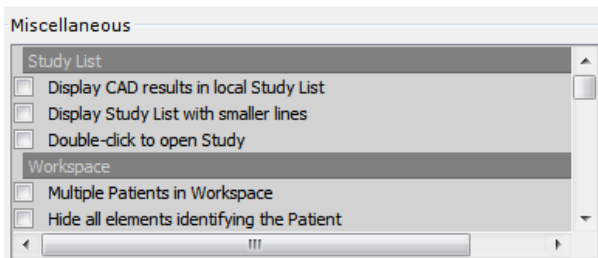 Miscellaneous
Study List
Display CAD results in local Study List
Display Study List with smaller lines
Double-click to open Study
Workspace
Multiple Patients in Workspace
Hide all elements identifying the Patient